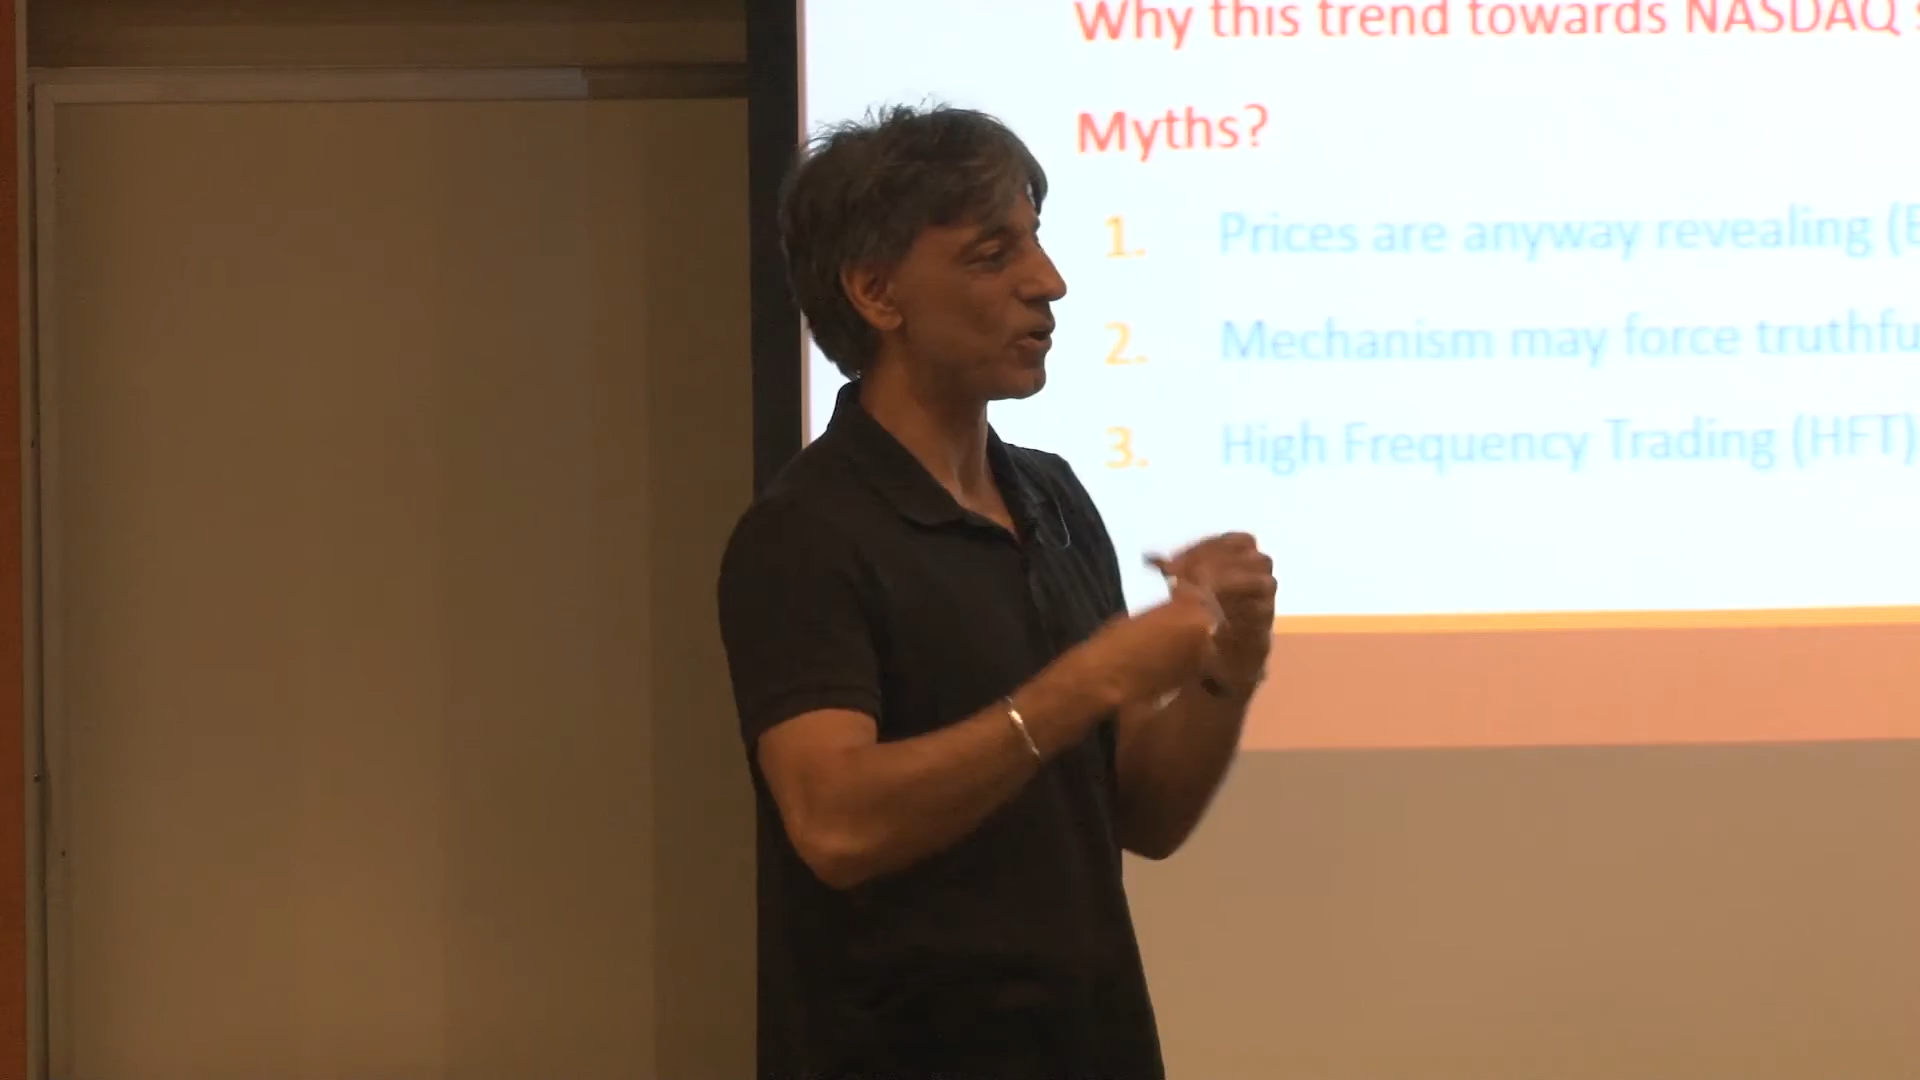 Why this trend towards NASDAQ
Myths?
1. Prices are anyway revealing (E
2. Mechanism may force truthfu
3. High Frequency Trading (HFT)